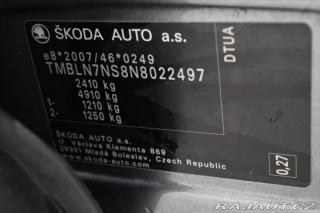 ŠKODA AUTO a.s.
e8*2007/46*0249
TMBLN7NS8N8022497
2410 kg
4910 kg
1- 1210 kg
2- 1250 kg
DTUA
ŠKODA AUTO a.s.
tř. Václava Klementa 869
29301 Mladá Boleslav, Czech Republic
www.skoda-auto.com
0,27
RAJAUT.CZ